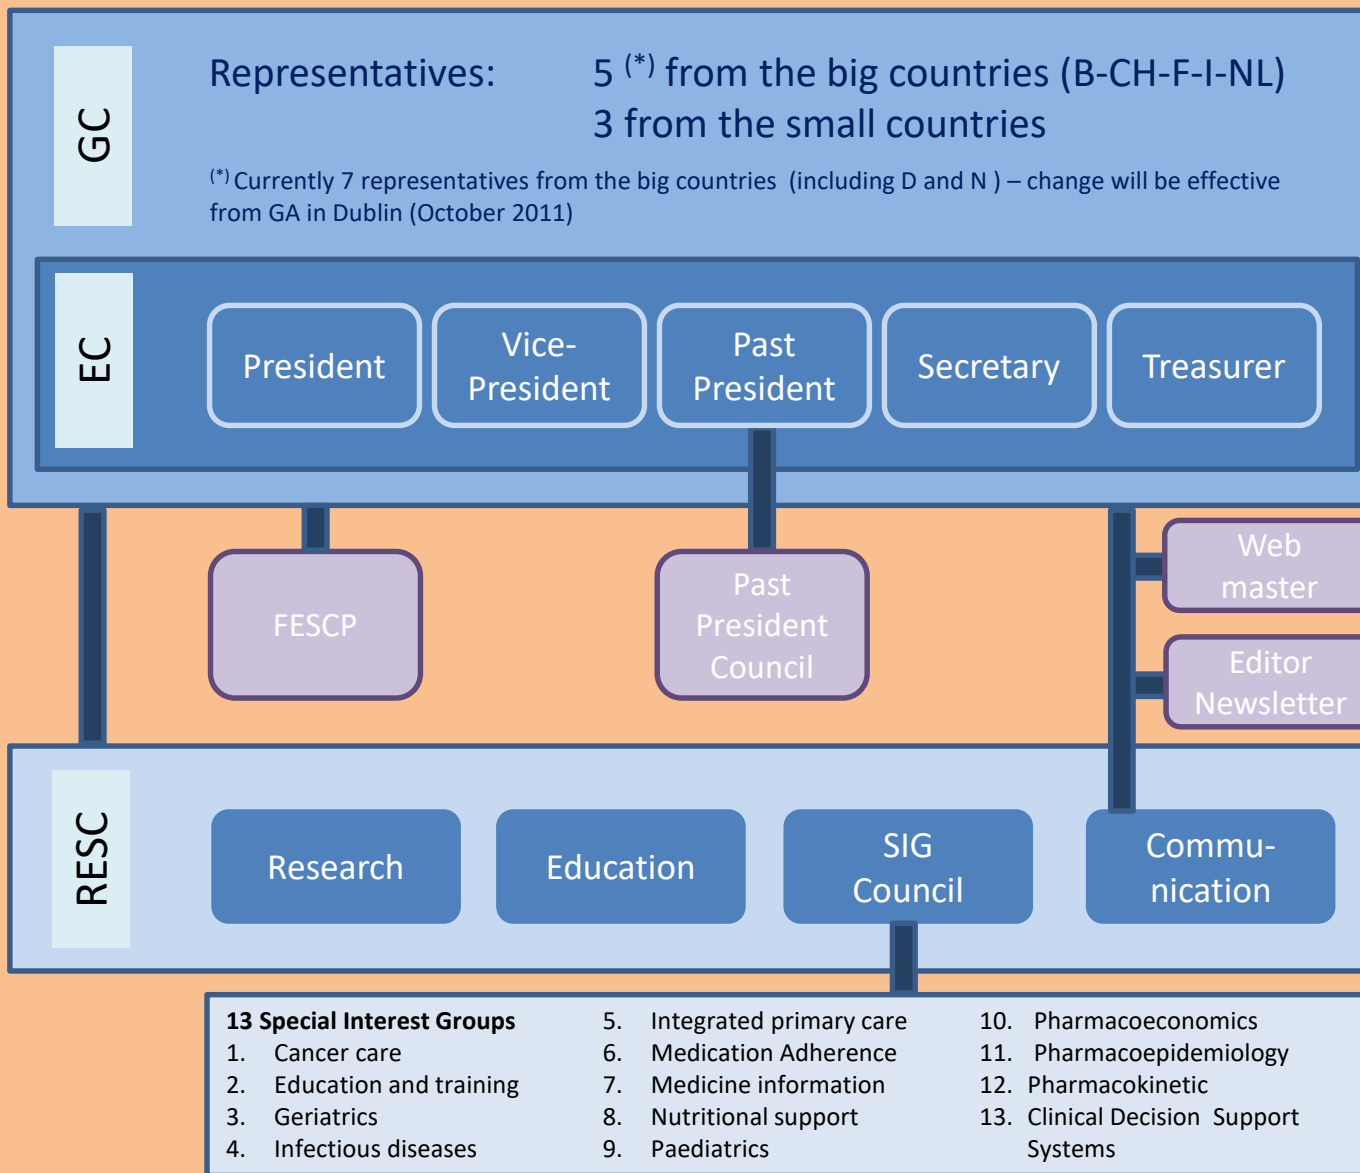 GC
Representatives: 5 (*) from the big countries (B-CH-F-I-NL)
3 from the small countries
(*) Currently 7 representatives from the big countries (including D and N ) – change will be effective
from GA in Dublin (October 2011)
EC
President
Vice-
President
Past
President
Secretary
Treasurer
FESCP
Past
President
Council
Web
master
Editor
Newsletter
RESC
Research
Education
SIG
Council
Commu-
nication
13 Special Interest Groups
1. Cancer care
2. Education and training
3. Geriatrics
4. Infectious diseases
5. Integrated primary care
6. Medication Adherence
7. Medicine information
8. Nutritional support
9. Paediatrics
10. Pharmacoeconomics
11. Pharmacoepidemiology
12. Pharmacokinetic
13. Clinical Decision Support
Systems